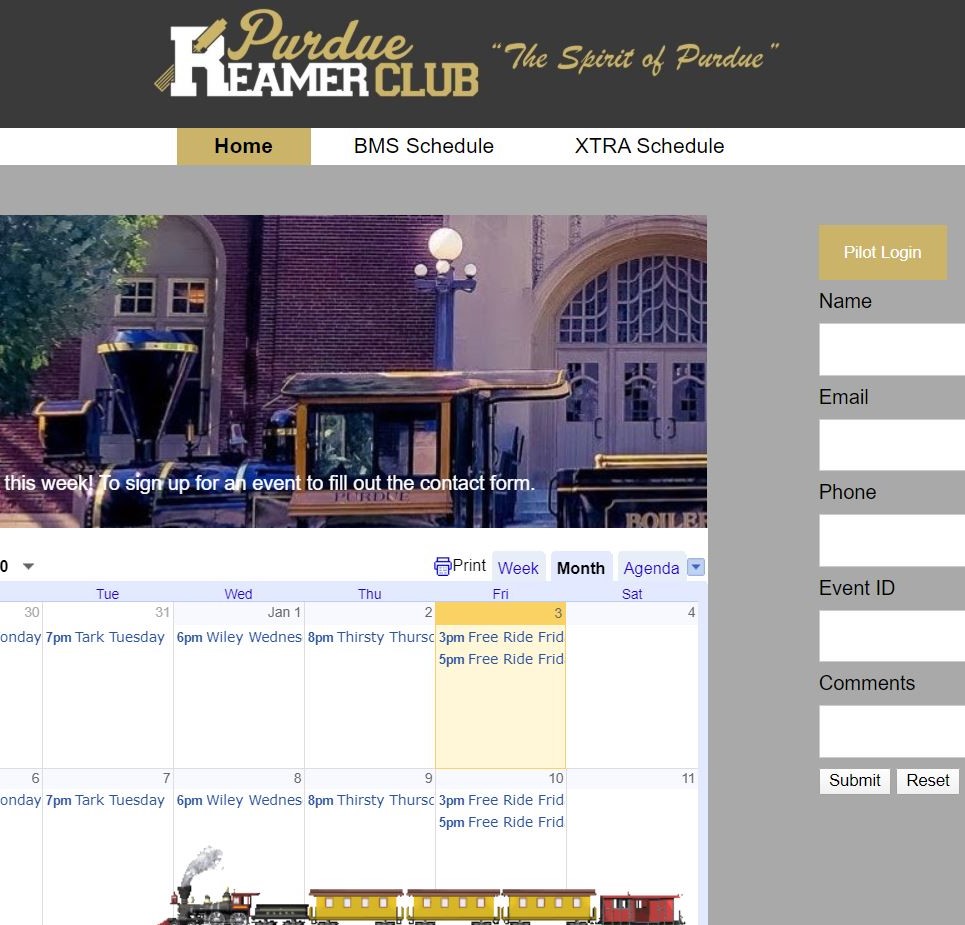 Purdue
REAMER CLUB
“The Spirit of Purdue”
Home
BMS Schedule
XTRA Schedule
this week! To sign up for an event to fill out the contact form.
PURDUE
BOILE
0
Print
Week
Month
Agenda
Tue
Wed
Thu
Fri
Sat
30
31
Jan 1
2
3
4
onday
7pm Tark Tuesday
6pm Wiley Wednes
8pm Thirsty Thursd
3pm Free Ride Frid
5pm Free Ride Frid
6
7
8
9
10
11
onday
7pm Tark Tuesday
6pm Wiley Wednes
8pm Thirsty Thursd
3pm Free Ride Frid
5pm Free Ride Frid
Pilot Login
Name
Email
Phone
Event ID
Comments
Submit
Reset